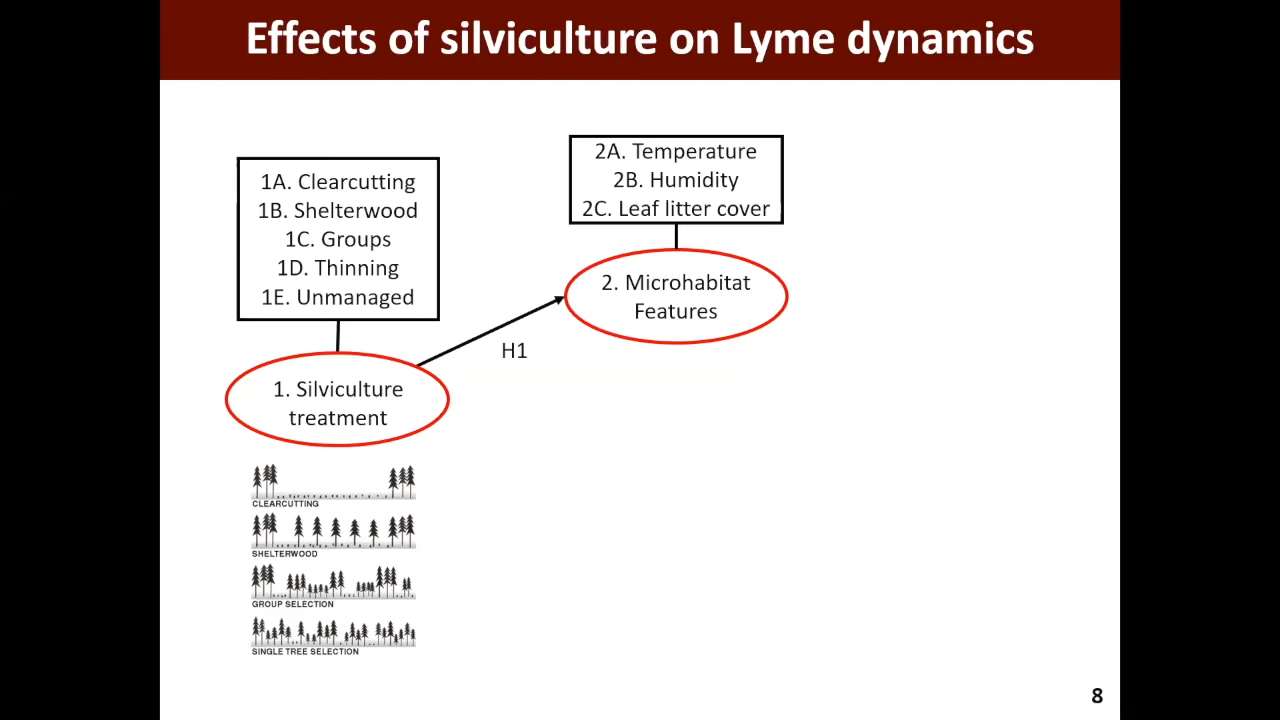 Effects of silviculture on Lyme dynamics
1A. Clearcutting
1B. Shelterwood
1C. Groups
1D. Thinning
1E. Unmanaged
2A. Temperature
2B. Humidity
2C. Leaf litter cover
2. Microhabitat
Features
H1
1. Silviculture
treatment
CLEARCUTTING
SHELTERWOOD
GROUP SELECTION
SINGLE TREE SELECTION
8